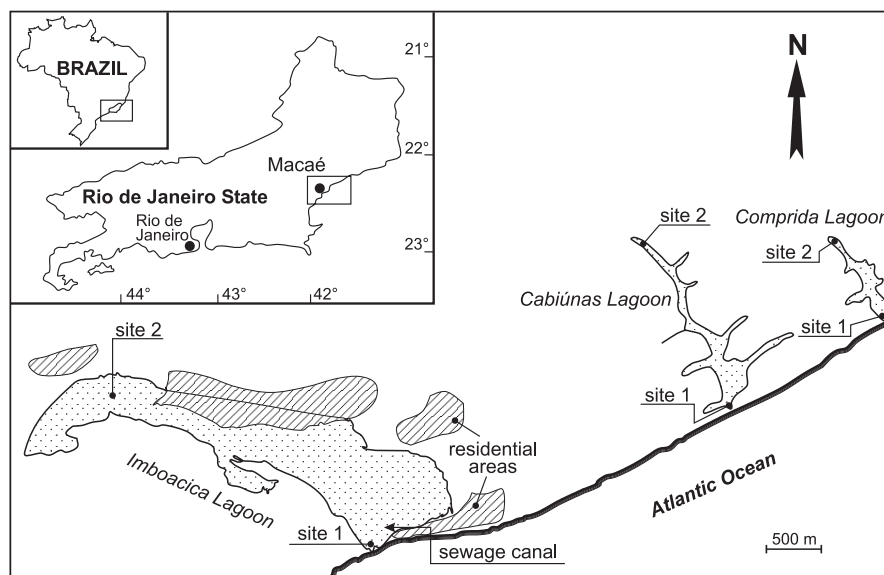 BRAZIL
21°
22°
23°
44°
43°
42°
Macaé
Rio de Janeiro State
Rio de
Janeiro
N
site 2
Comprida Lagoon
site 2
Cabiúnas Lagoon
site 1
site 1
site 2
residential
areas
Imboacica Lagoon
Atlantic Ocean
site 1
sewage canal
500 m